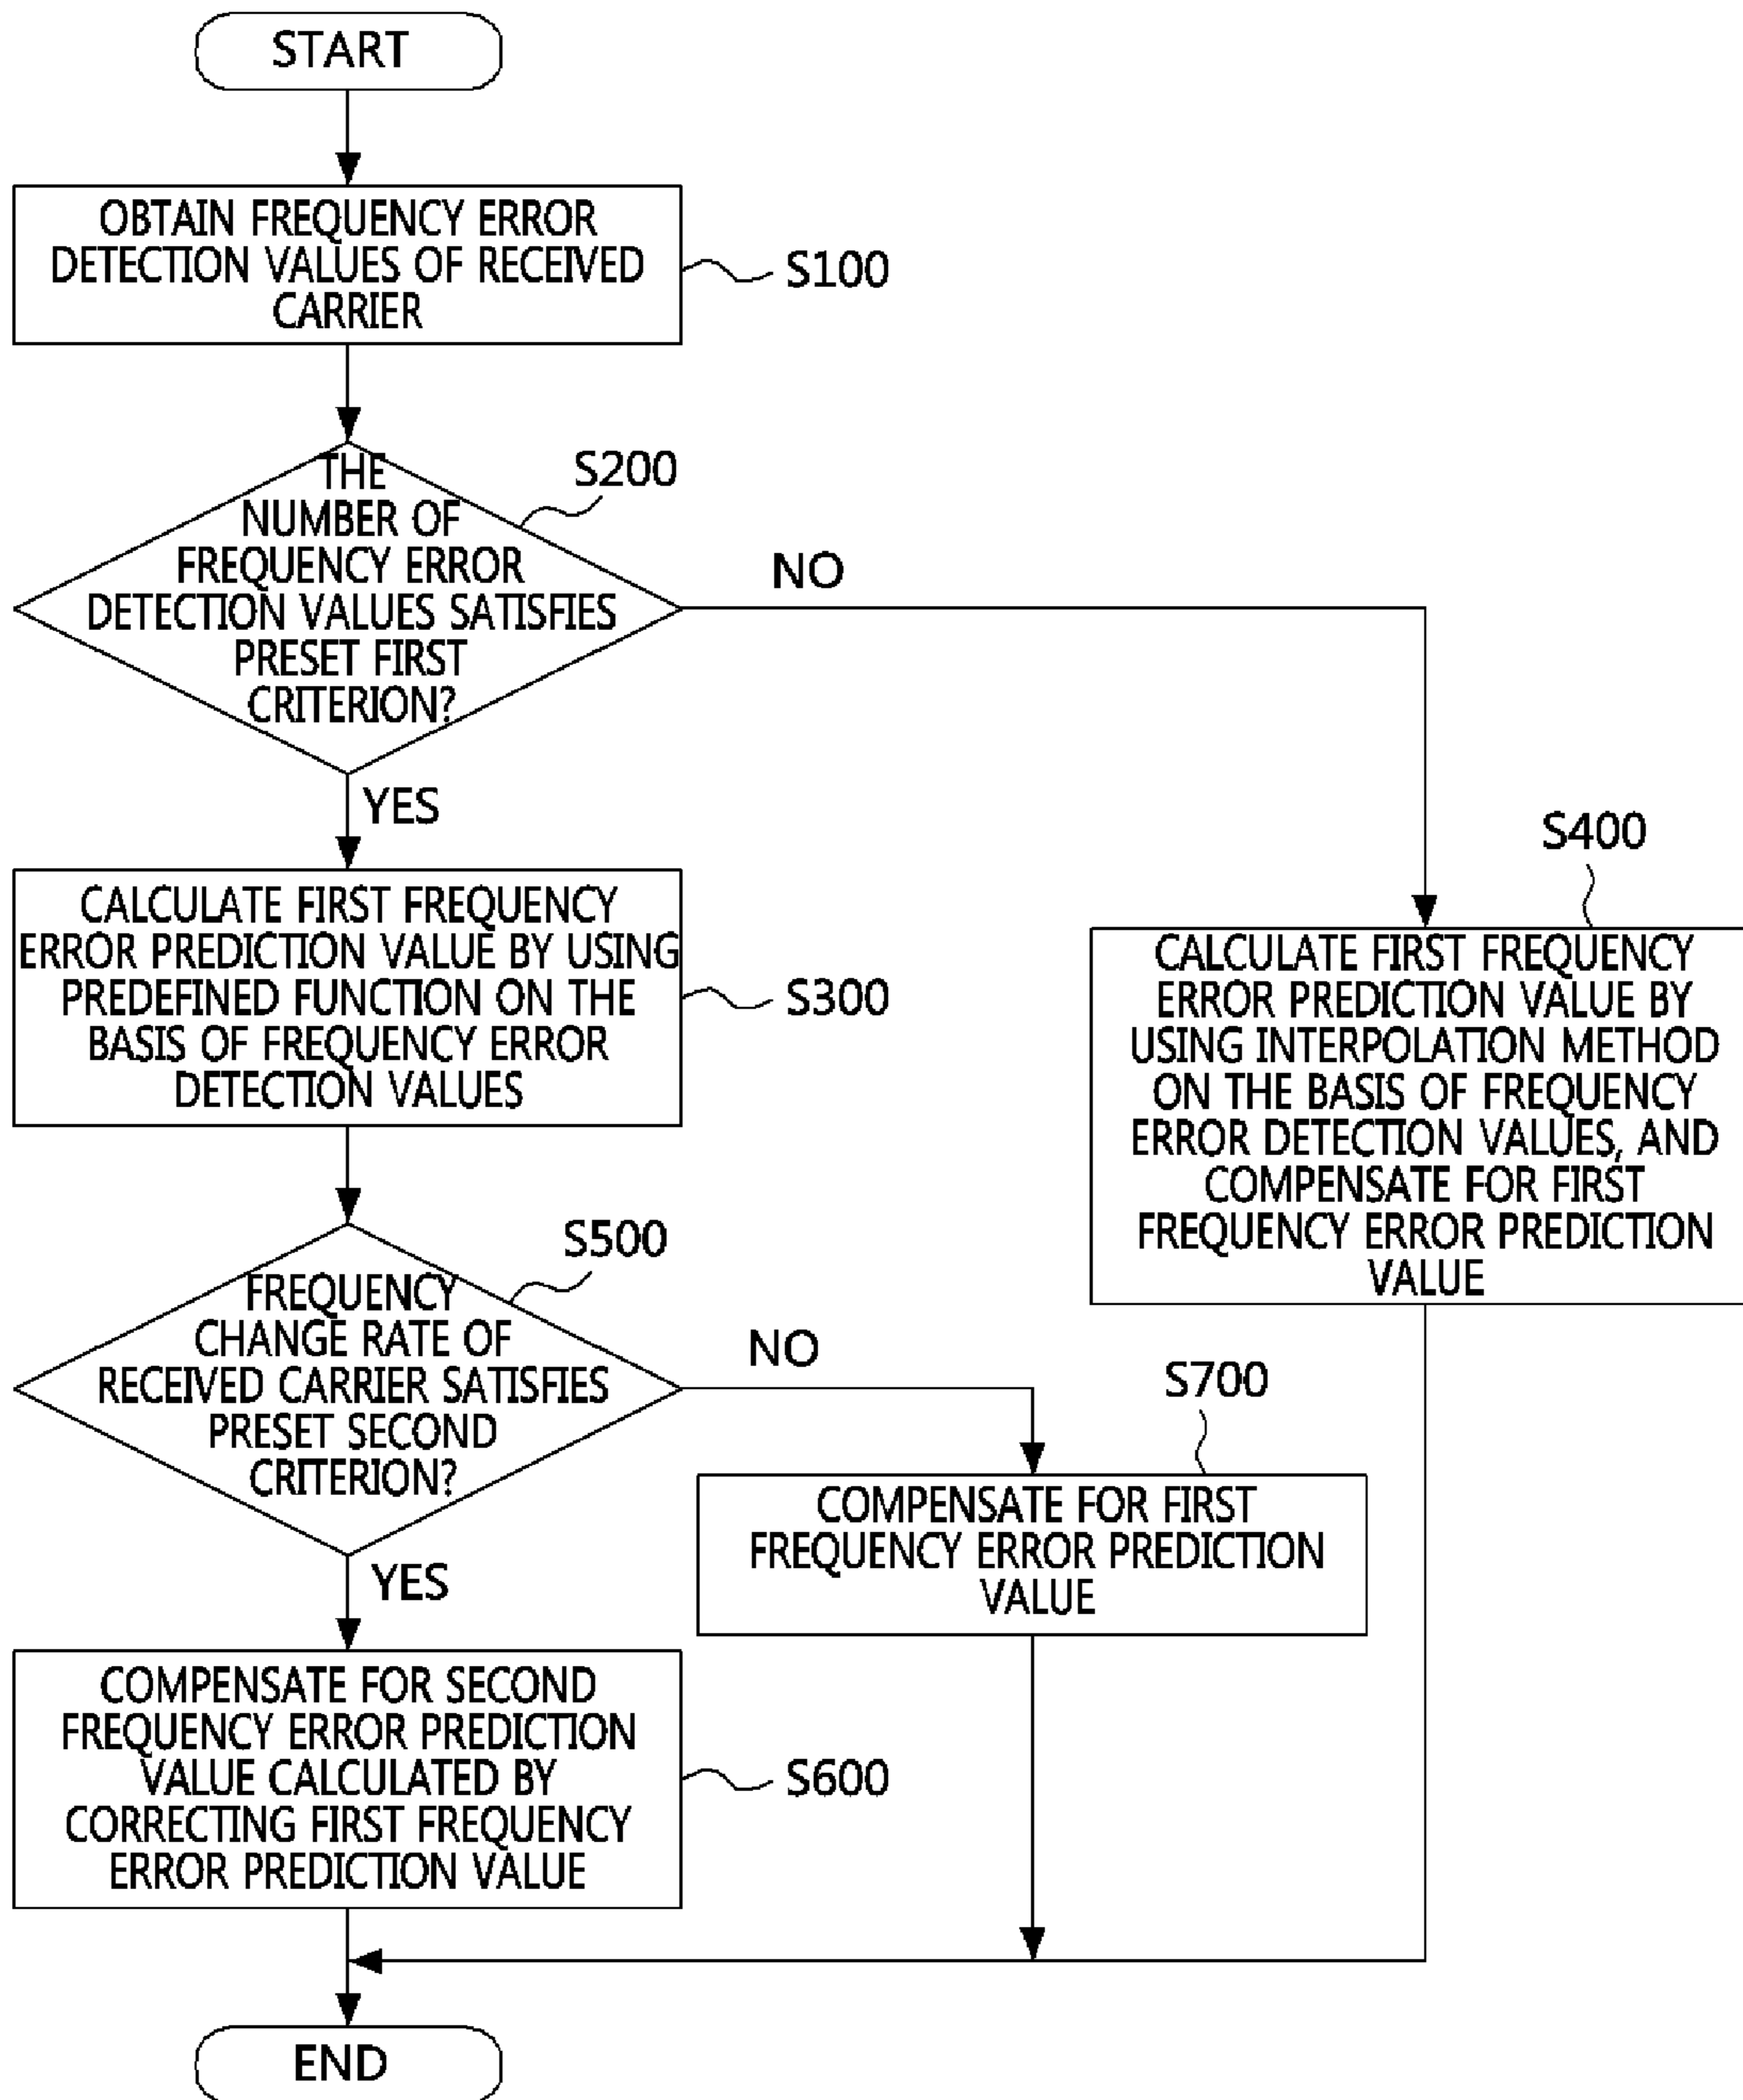 START
OBTAIN FREQUENCY ERROR
DETECTION VALUES OF RECEIVED
CARRIER
S100
THE
NUMBER OF
FREQUENCY ERROR
DETECTION VALUES SATISFIES
PRESET FIRST
CRITERION?
S200
NO
YES
CALCULATE FIRST FREQUENCY
ERROR PREDICTION VALUE BY USING
PREDEFINED FUNCTION ON THE
BASIS OF FREQUENCY ERROR
DETECTION VALUES
S300
S400
CALCULATE FIRST FREQUENCY
ERROR PREDICTION VALUE BY
USING INTERPOLATION METHOD
ON THE BASIS OF FREQUENCY
ERROR DETECTION VALUES, AND
COMPENSATE FOR FIRST
FREQUENCY ERROR PREDICTION
VALUE
S500
FREQUENCY
CHANGE RATE OF
RECEIVED CARRIER SATISFIES
PRESET SECOND
CRITERION?
NO
YES
S700
COMPENSATE FOR FIRST
FREQUENCY ERROR PREDICTION
VALUE
COMPENSATE FOR SECOND
FREQUENCY ERROR PREDICTION
VALUE CALCULATED BY
CORRECTING FIRST FREQUENCY
ERROR PREDICTION VALUE
S600
END